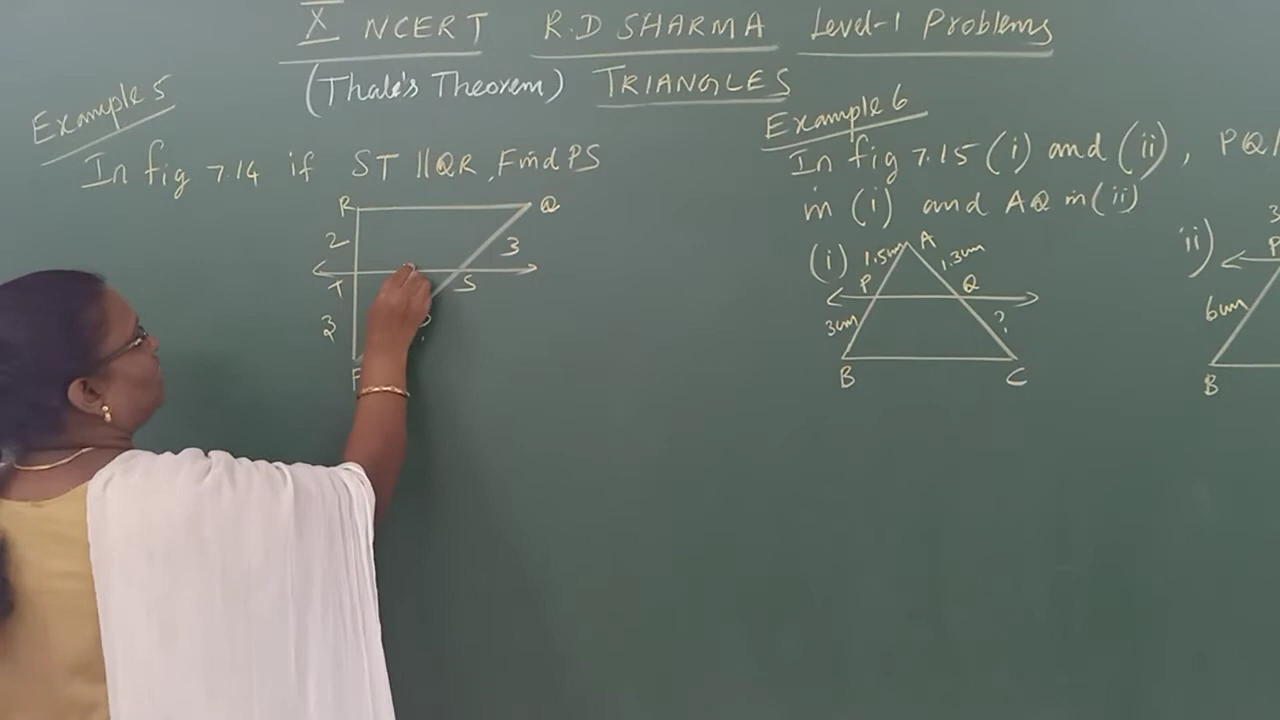 X NCERT R.D SHARMA Level-1 Problems
(Thale's Theorem) TRIANGLES
Example 5
In fig 7.14 if ST || QR, Find PS
R Q
2 3
T S
3 ?
P
Example 6
In fig 7.15 (i) and (ii), PQ
in (i) and AQ in (ii)
(i) A
1.5cm 1.3cm
P Q
3cm ?
B C
ii) 3
P
6cm
B